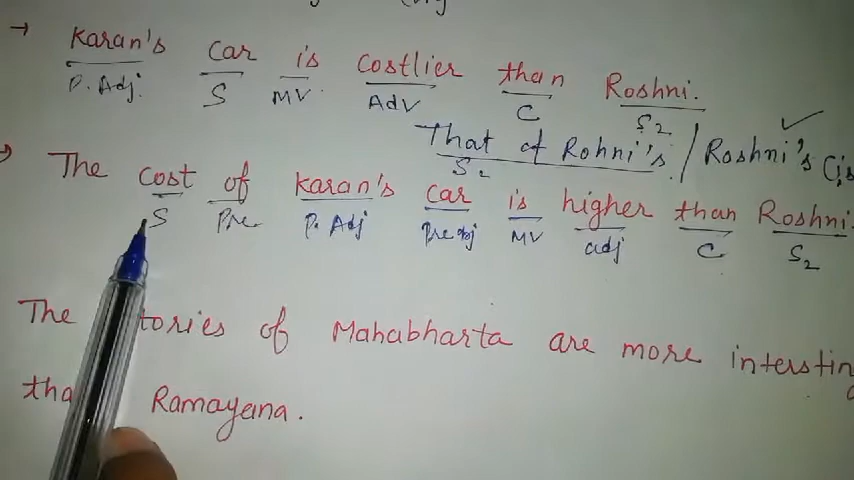 → Karan's car is costlier than Roshni.
P. Adj. S MV. Adv C S2
That of Rohni's. / Roshni's
S2
The cost of Karan's car is higher than Roshni.
S Pre P. Adj Pre obj MV adj C S2
The tories of Mahabharta are more interstin
tha Ramayana.